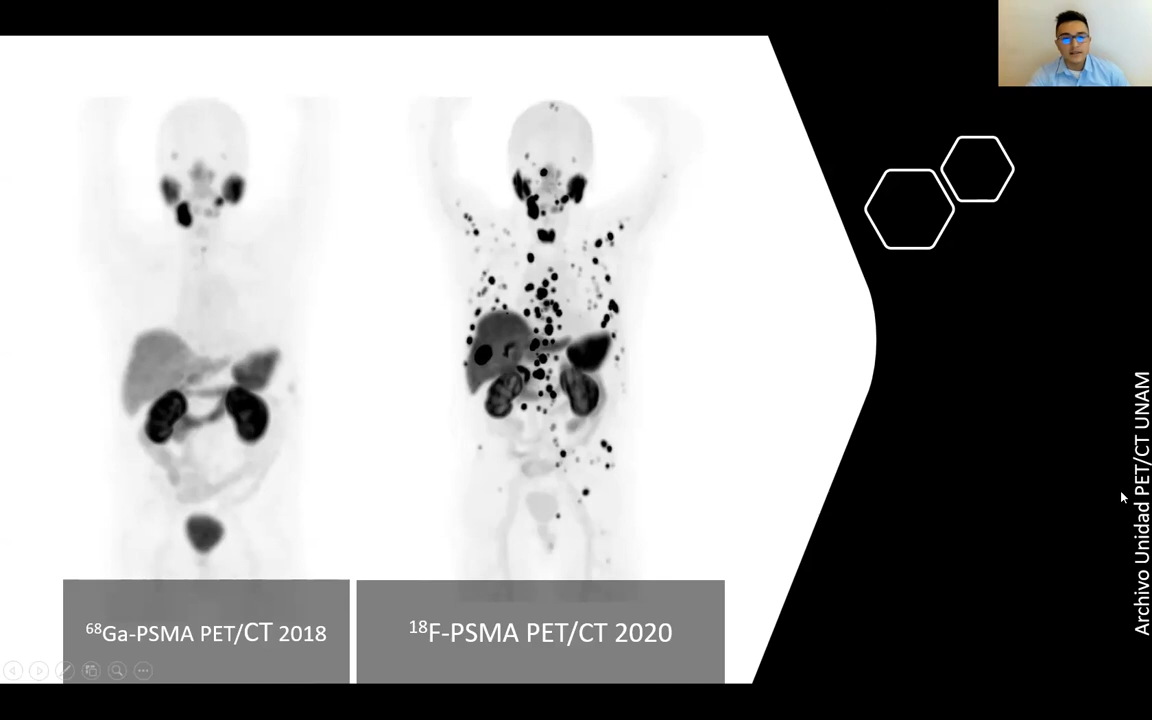 ⁶⁸Ga-PSMA PET/CT 2018
¹⁸F-PSMA PET/CT 2020
Archivo Unidad PET/CT UNAM